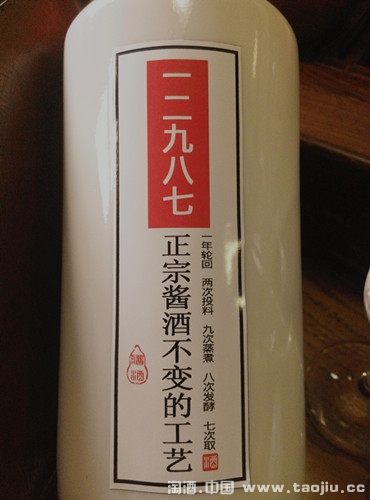 一二九八七
一年轮回 两次投料 九次蒸煮 八次发酵 七次取酒
正宗酱酒不变的工艺
淘酒.中国 www.taojiu.cc